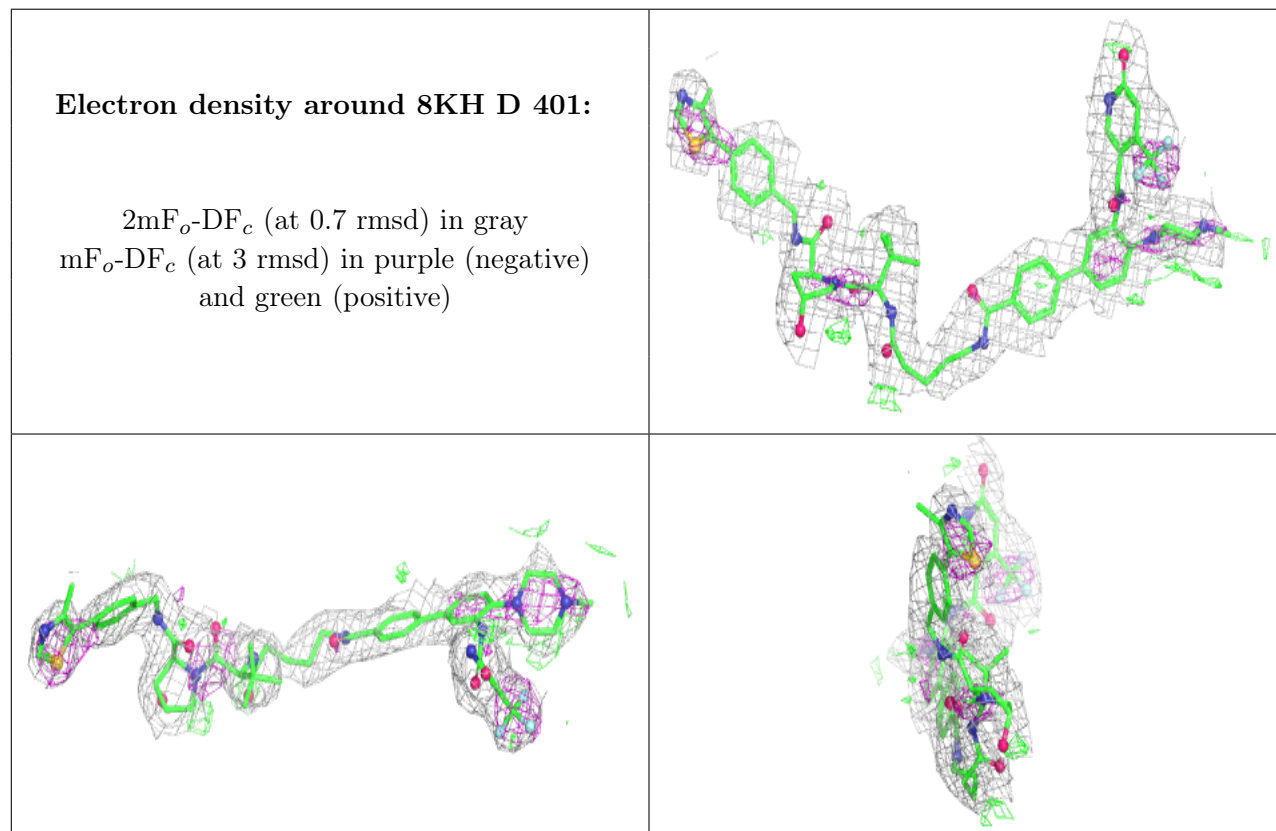 Electron density around 8KH D 401:
2mFo-DFc (at 0.7 rmsd) in gray
mFo-DFc (at 3 rmsd) in purple (negative)
and green (positive)